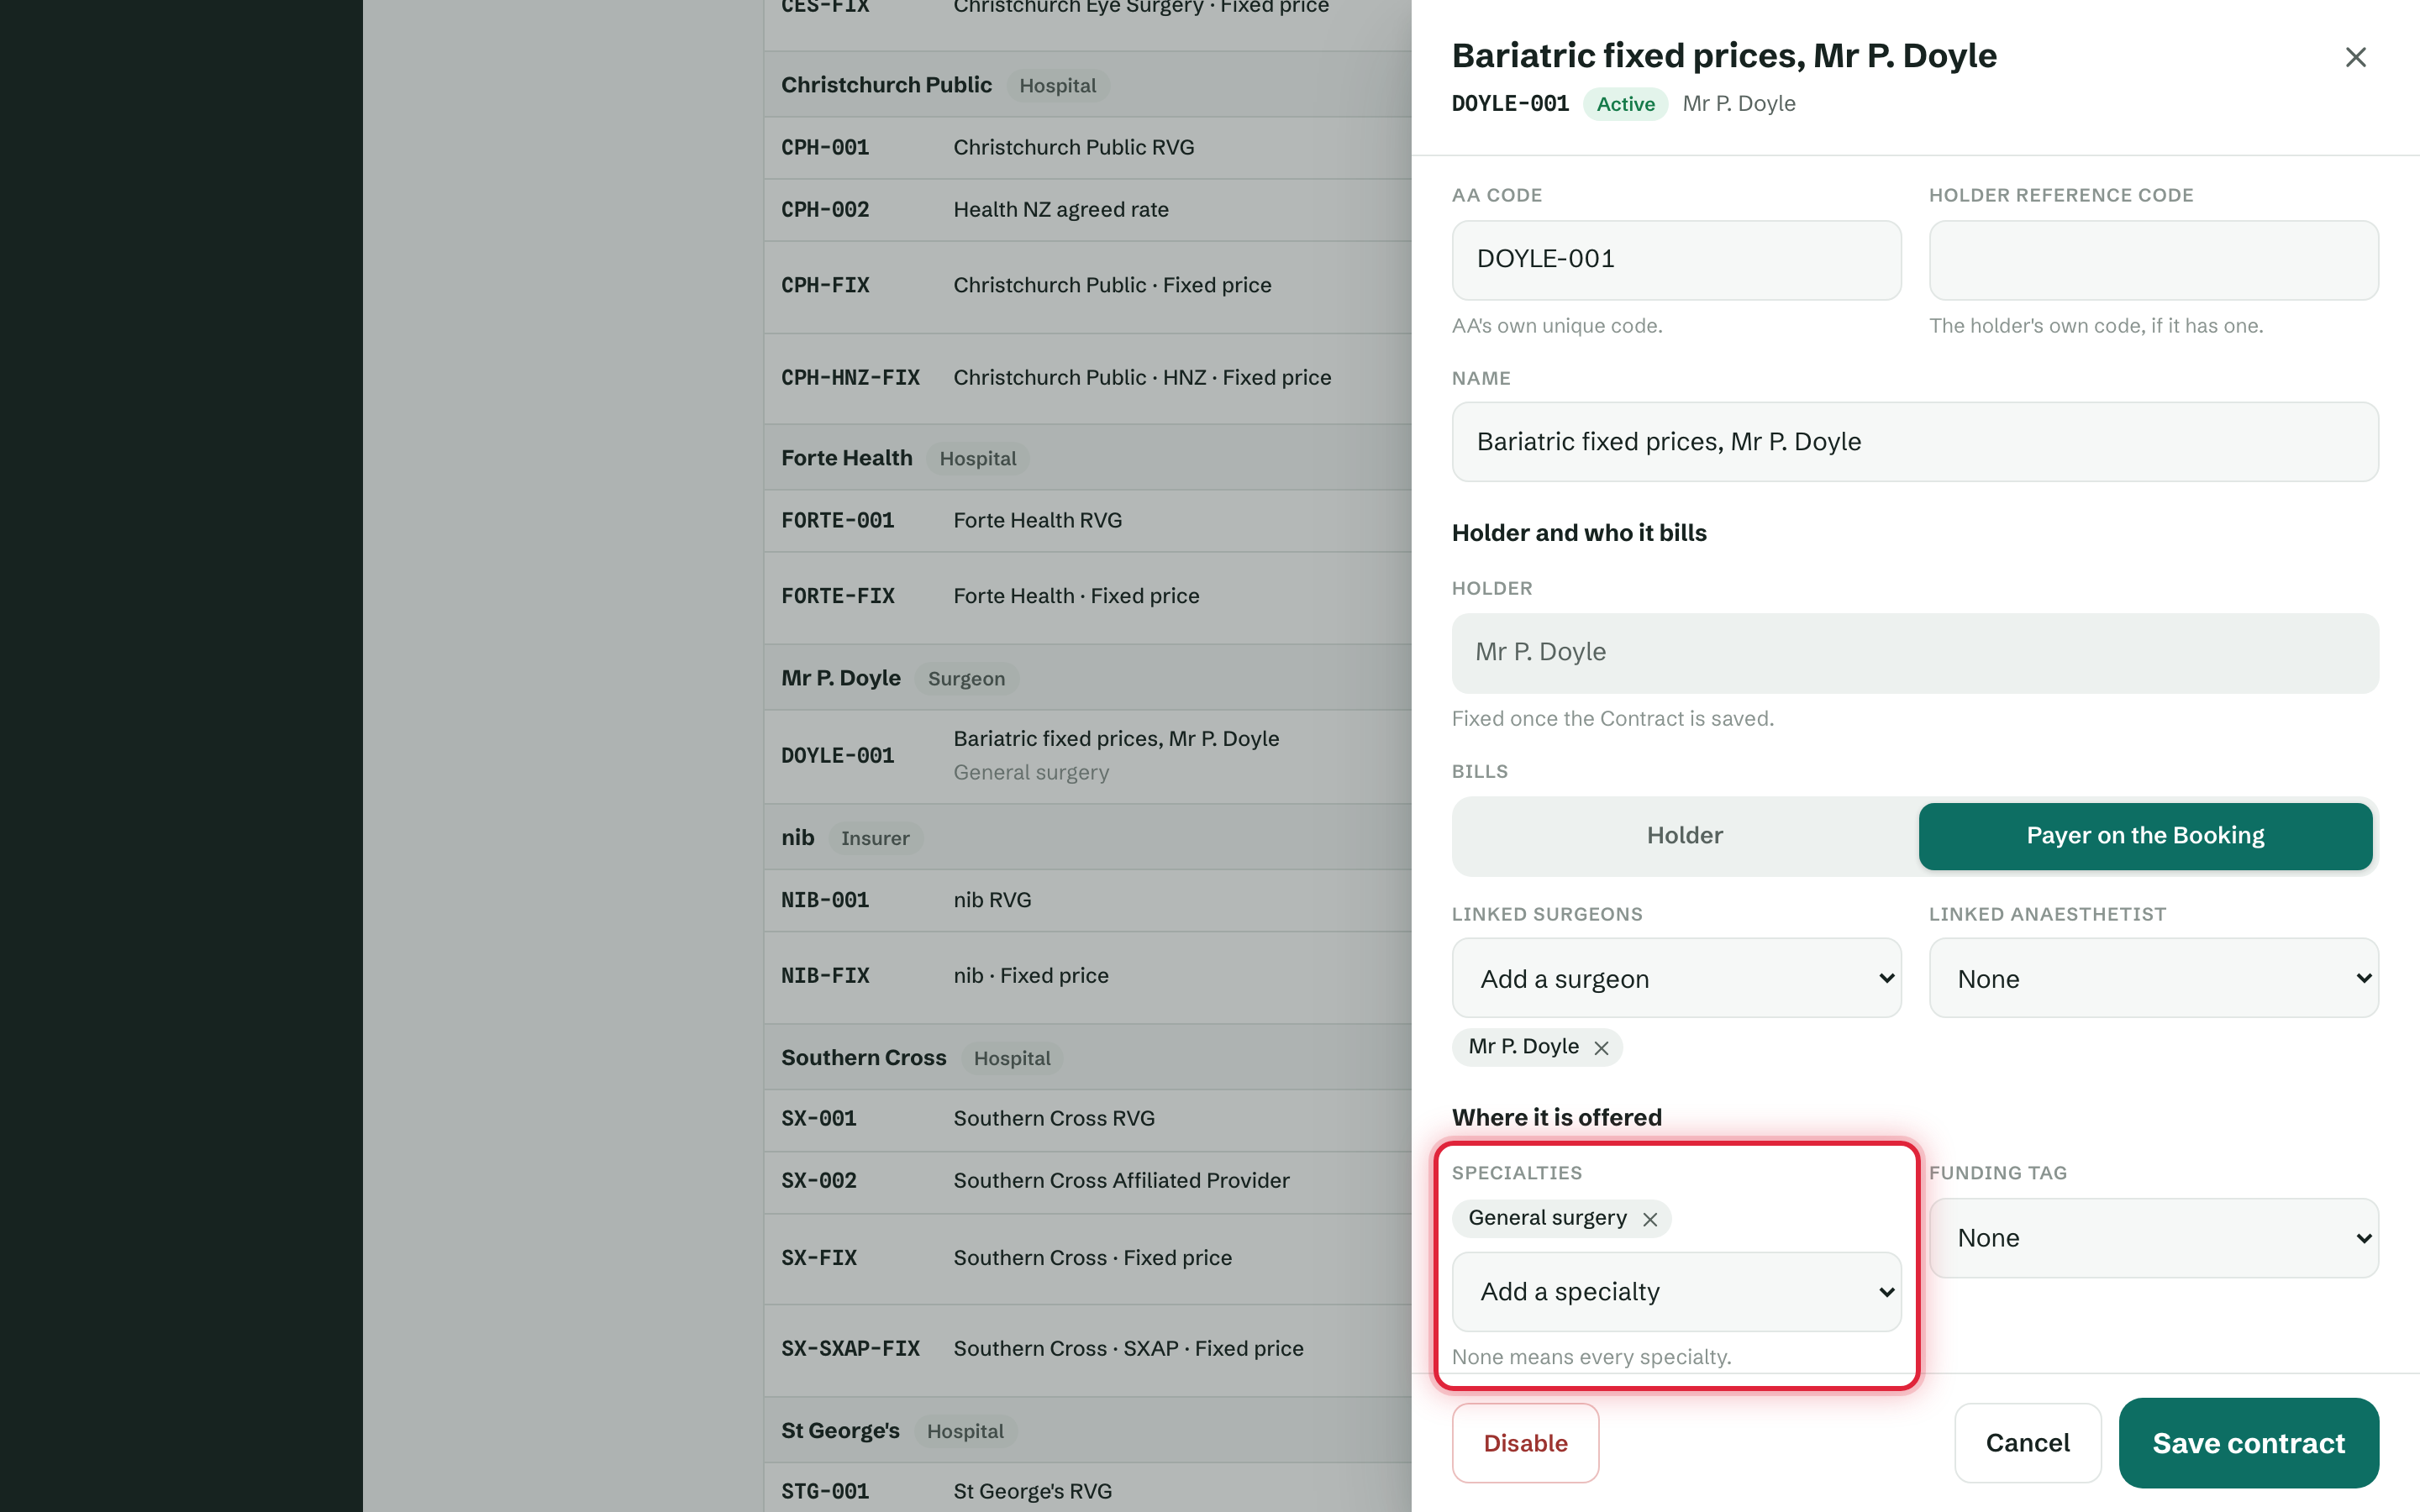 CES-FIX Christchurch Eye Surgery · Fixed price
Christchurch Public Hospital
CPH-001 Christchurch Public RVG
CPH-002 Health NZ agreed rate
CPH-FIX Christchurch Public · Fixed price
CPH-HNZ-FIX Christchurch Public · HNZ · Fixed price
Forte Health Hospital
FORTE-001 Forte Health RVG
FORTE-FIX Forte Health · Fixed price
Mr P. Doyle Surgeon
DOYLE-001 Bariatric fixed prices, Mr P. Doyle
General surgery
nib Insurer
NIB-001 nib RVG
NIB-FIX nib · Fixed price
Southern Cross Hospital
SX-001 Southern Cross RVG
SX-002 Southern Cross Affiliated Provider
SX-FIX Southern Cross · Fixed price
SX-SXAP-FIX Southern Cross · SXAP · Fixed price
St George's Hospital
STG-001 St George's RVG
Bariatric fixed prices, Mr P. Doyle
DOYLE-001 Active Mr P. Doyle
AA CODE HOLDER REFERENCE CODE
DOYLE-001
AA's own unique code. The holder's own code, if it has one.
NAME
Bariatric fixed prices, Mr P. Doyle
Holder and who it bills
HOLDER
Mr P. Doyle
Fixed once the Contract is saved.
BILLS
Holder Payer on the Booking
LINKED SURGEONS LINKED ANAESTHETIST
Add a surgeon None
Mr P. Doyle
Where it is offered
SPECIALTIES FUNDING TAG
General surgery
None
Add a specialty
None means every specialty.
Disable Cancel Save contract